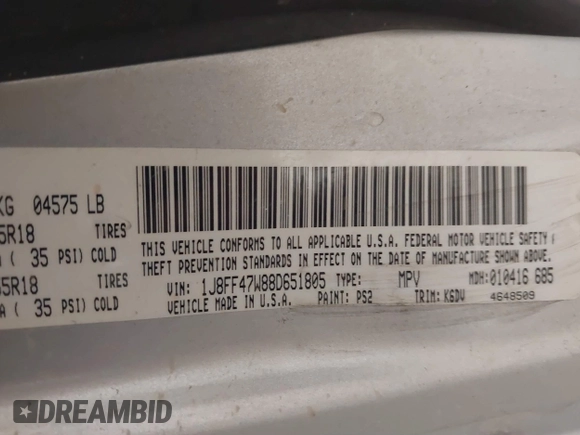 KG 04575 LB
5R18 TIRES
A ( 35 PSI) COLD
65R18 TIRES
A ( 35 PSI) COLD
THIS VEHICLE CONFORMS TO ALL APPLICABLE U.S.A. FEDERAL MOTOR VEHICLE SAFETY
THEFT PREVENTION STANDARDS IN EFFECT ON THE DATE OF MANUFACTURE SHOWN
VIN: 1J8FF47W88D651805 TYPE: MPV MDH: 010416 685
VEHICLE MADE IN U.S.A. PAINT: PS2 TRIM: K6DV 4648509
DREAMBID